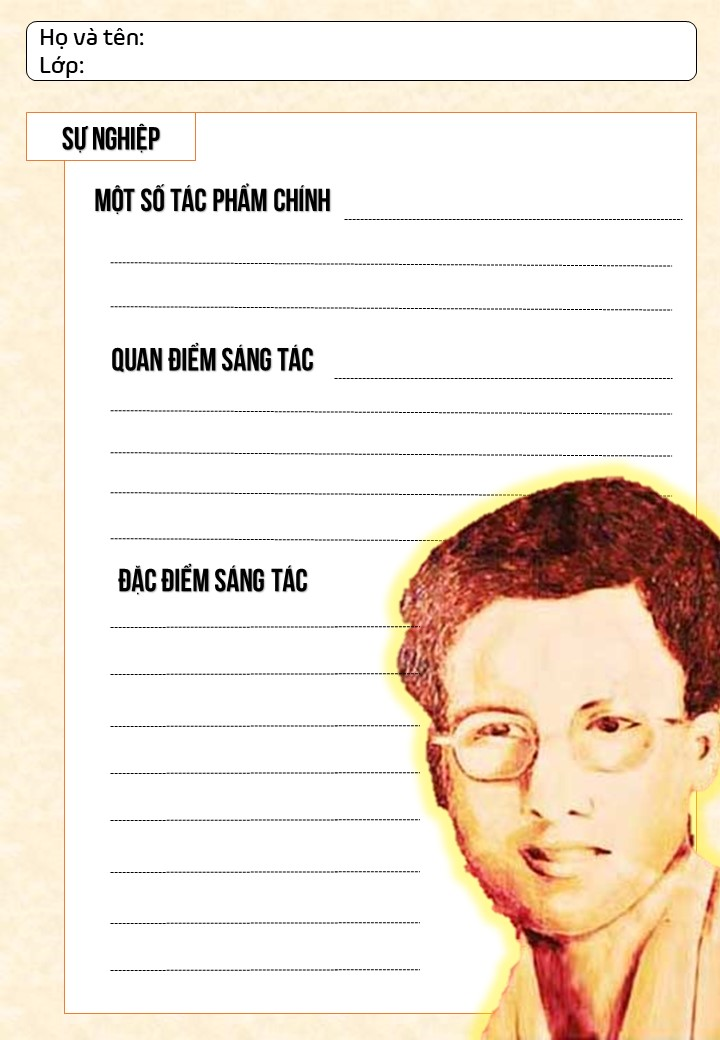 Họ và tên:
Lớp:
SỰ NGHIỆP
MỘT SỐ TÁC PHẨM CHÍNH
QUAN ĐIỂM SÁNG TÁC
ĐẶC ĐIỂM SÁNG TÁC